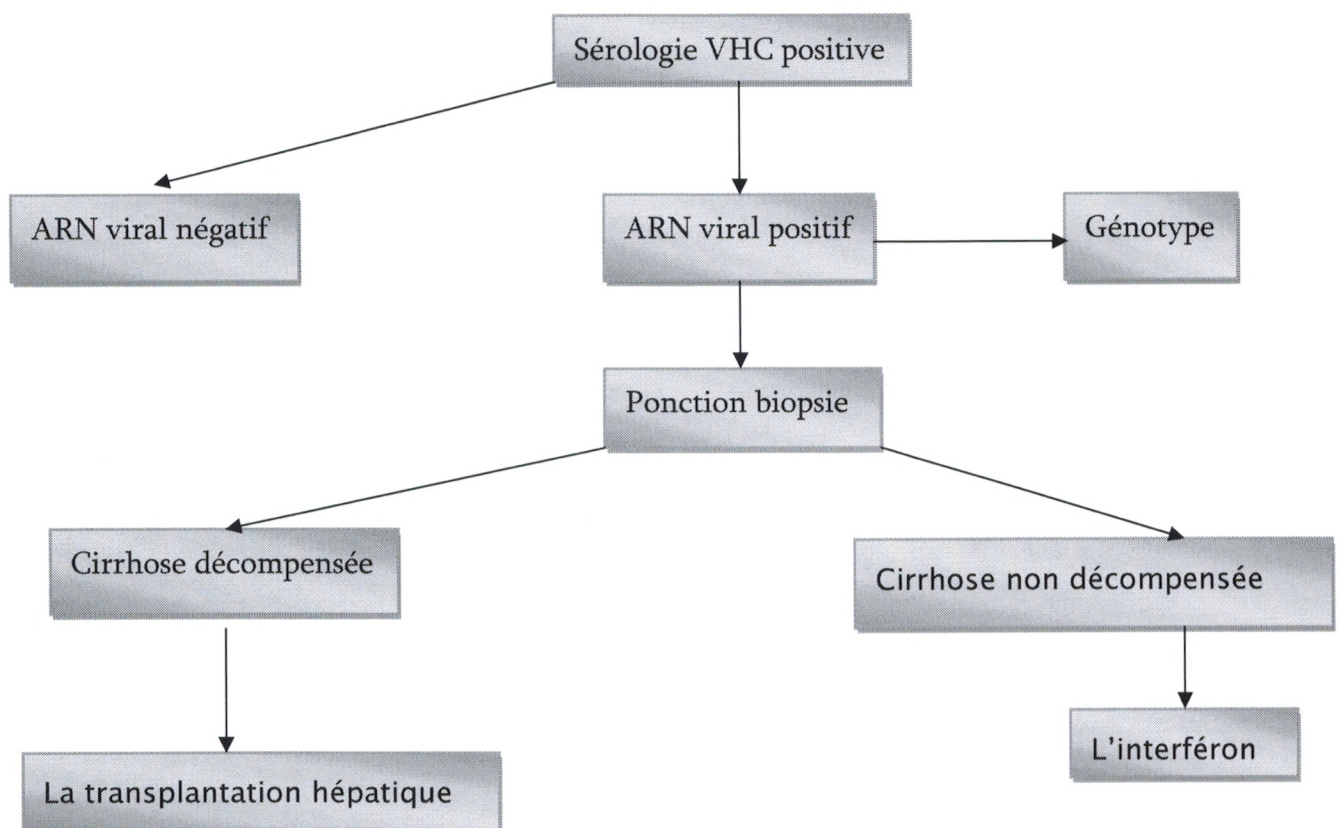 Sérologie VHC positive
ARN viral négatif
ARN viral positif
Génotype
Ponction biopsie
Cirrhose décompensée
Cirrhose non décompensée
L'interféron
La transplantation hépatique